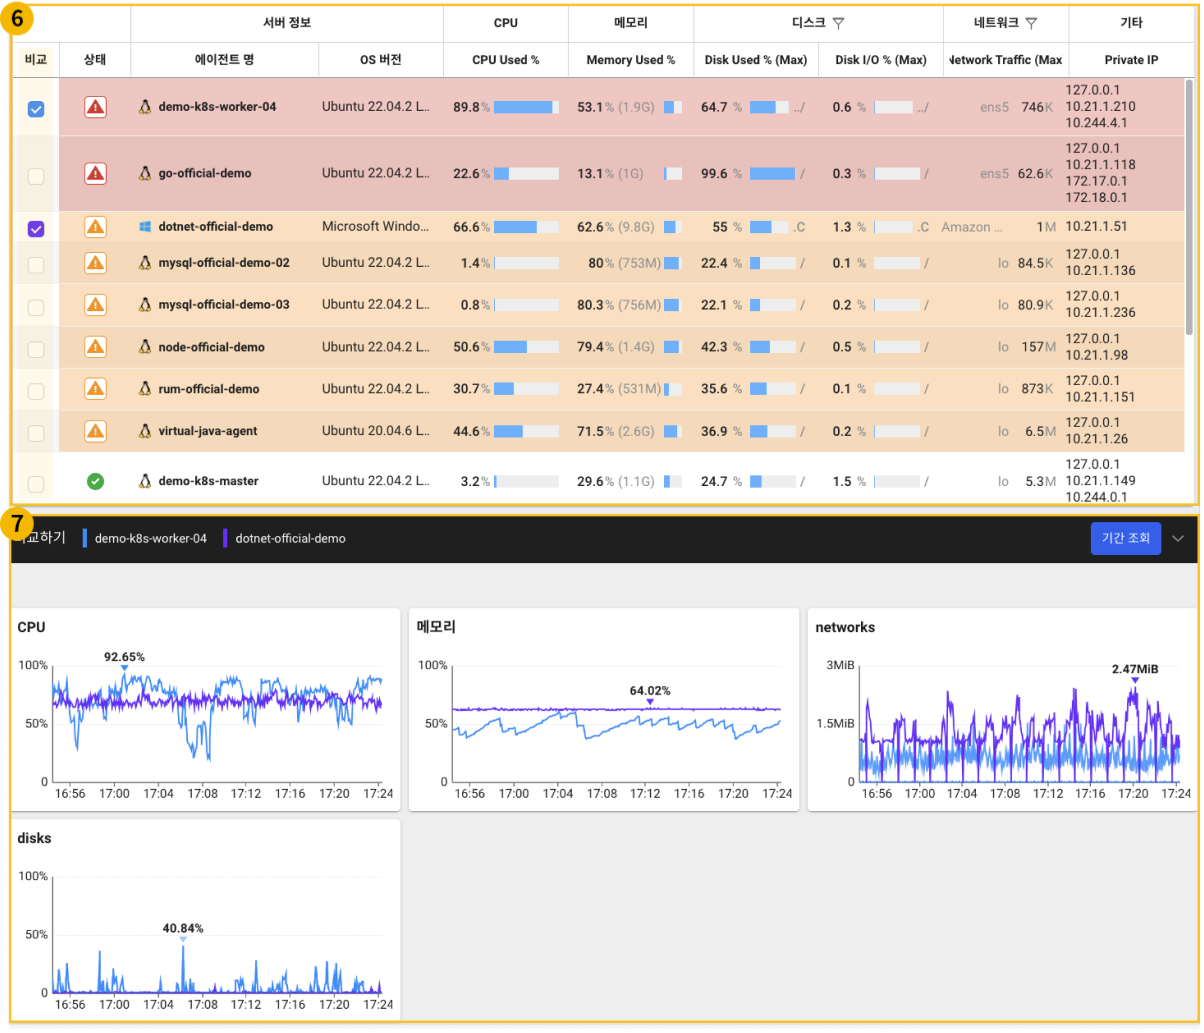 6
서버 정보 CPU 메모리 디스크 네트워크 기타
비교 상태 에이전트 명 OS 버전 CPU Used % Memory Used % Disk Used % (Max) Disk I/O % (Max) Network Traffic (Max Private IP
demo-k8s-worker-04 Ubuntu 22.04.2 L... 89.8% 53.1% (1.9G) 64.7 % ../ 0.6 % ../ ens5 746K 127.0.0.1
10.21.1.210
10.244.4.1
go-official-demo Ubuntu 22.04.2 L... 22.6% 13.1% (1G) 99.6 % / 0.3 % / ens5 62.6K 127.0.0.1
10.21.1.118
172.17.0.1
172.18.0.1
dotnet-official-demo Microsoft Windo... 66.6% 62.6% (9.8G) 55 % .C 1.3 % .C Amazon ... 1M 10.21.1.51
mysql-official-demo-02 Ubuntu 22.04.2 L... 1.4% 80% (753M) 22.4 % / 0.1 % / lo 84.5K 127.0.0.1
10.21.1.136
mysql-official-demo-03 Ubuntu 22.04.2 L... 0.8% 80.3% (756M) 22.1 % / 0.2 % / lo 80.9K 127.0.0.1
10.21.1.236
node-official-demo Ubuntu 22.04.2 L... 50.6% 79.4% (1.4G) 42.3 % / 0.5 % / lo 157M 127.0.0.1
10.21.1.98
rum-official-demo Ubuntu 22.04.2 L... 30.7% 27.4% (531M) 35.6 % / 0.1 % / lo 873K 127.0.0.1
10.21.1.151
virtual-java-agent Ubuntu 20.04.6 L... 44.6% 71.5% (2.6G) 36.9 % / 0.2 % / lo 6.5M 127.0.0.1
10.21.1.26
demo-k8s-master Ubuntu 22.04.2 L... 3.2% 29.6% (1.1G) 24.7 % / 1.5 % / lo 5.3M 127.0.0.1
10.21.1.149
10.244.0.1
7
교하기 demo-k8s-worker-04 dotnet-official-demo 기간 조회
CPU
92.65%
100%
50%
0
16:56 17:00 17:04 17:08 17:12 17:16 17:20 17:24
메모리
64.02%
100%
50%
0
16:56 17:00 17:04 17:08 17:12 17:16 17:20 17:24
networks
2.47MiB
3MiB
1.5MiB
0
16:56 17:00 17:04 17:08 17:12 17:16 17:20 17:24
disks
100%
40.84%
50%
0
16:56 17:00 17:04 17:08 17:12 17:16 17:20 17:24